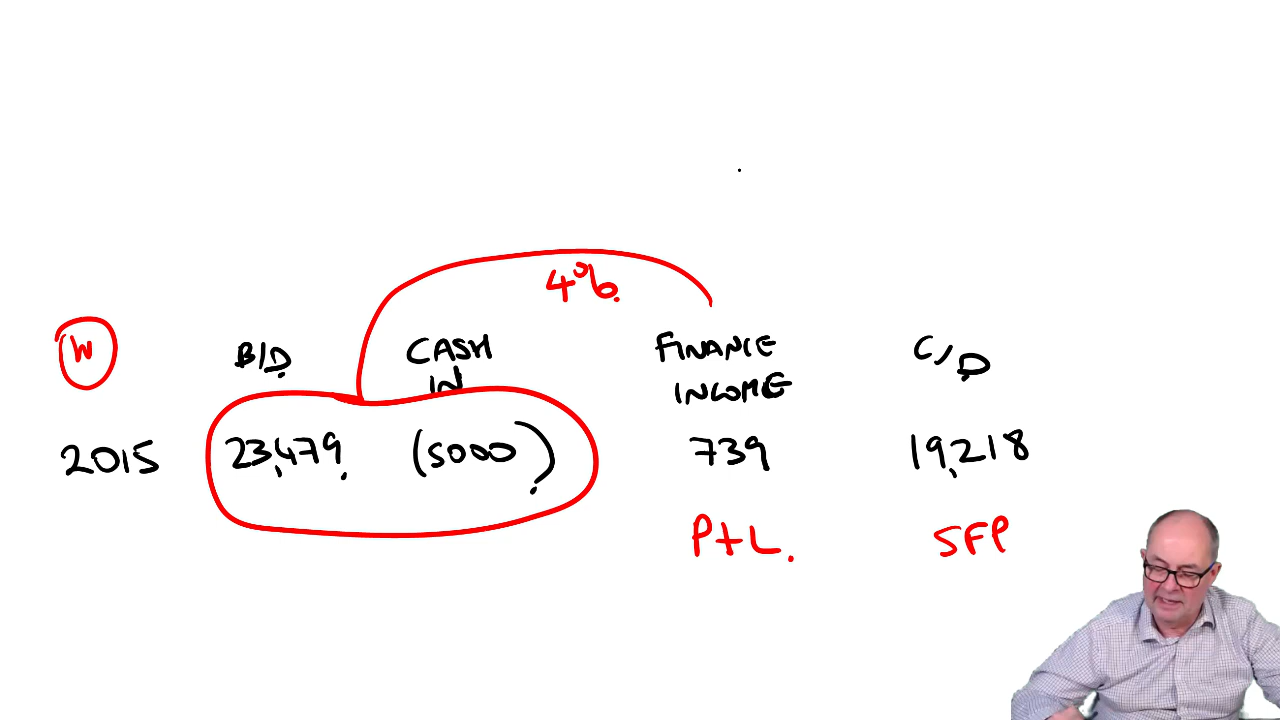 4%.
W B/D CASH IN FINANCE INCOME C/D
2015 23,479 (5000) 739 19,218
P+L. SFP